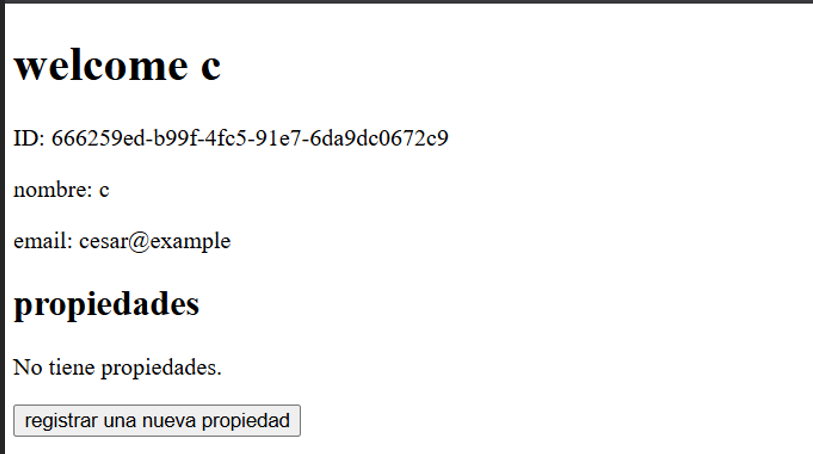 welcome c
ID: 666259ed-b99f-4fc5-91e7-6da9dc0672c9
nombre: c
email: cesar@example
propiedades
No tiene propiedades.
registrar una nueva propiedad